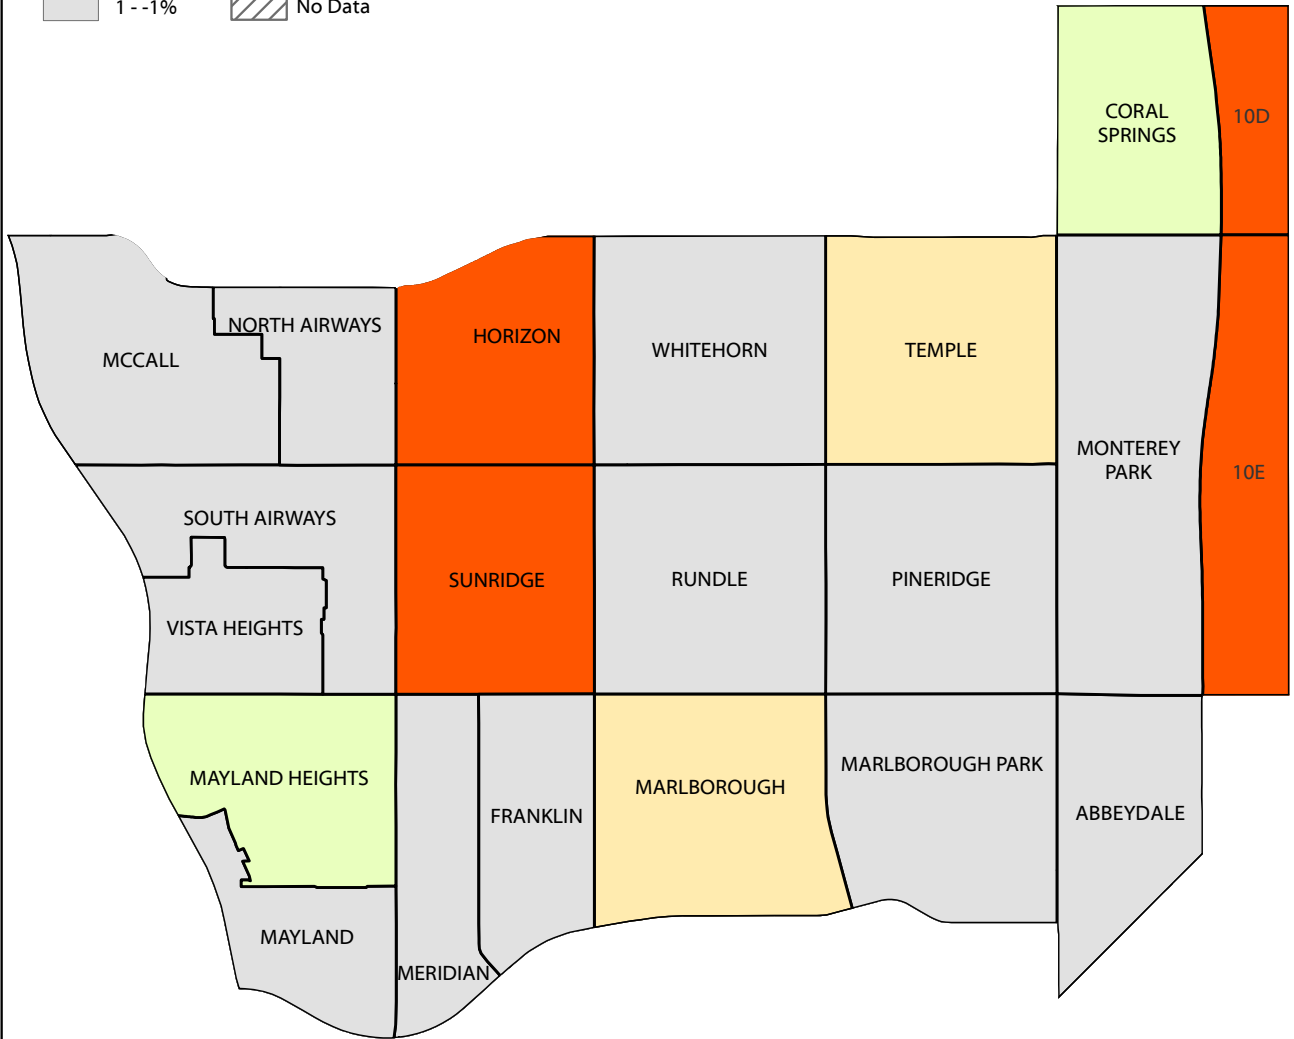 1 - -1%
No Data
CORAL
SPRINGS
10D
NORTH AIRWAYS
HORIZON
MCCALL
WHITEHORN
TEMPLE
MONTEREY
PARK
10E
SOUTH AIRWAYS
SUNRIDGE
RUNDLE
PINERIDGE
VISTA HEIGHTS
MAYLAND HEIGHTS
MARLBOROUGH
MARLBOROUGH PARK
FRANKLIN
ABBEYDALE
MAYLAND
MERIDIAN